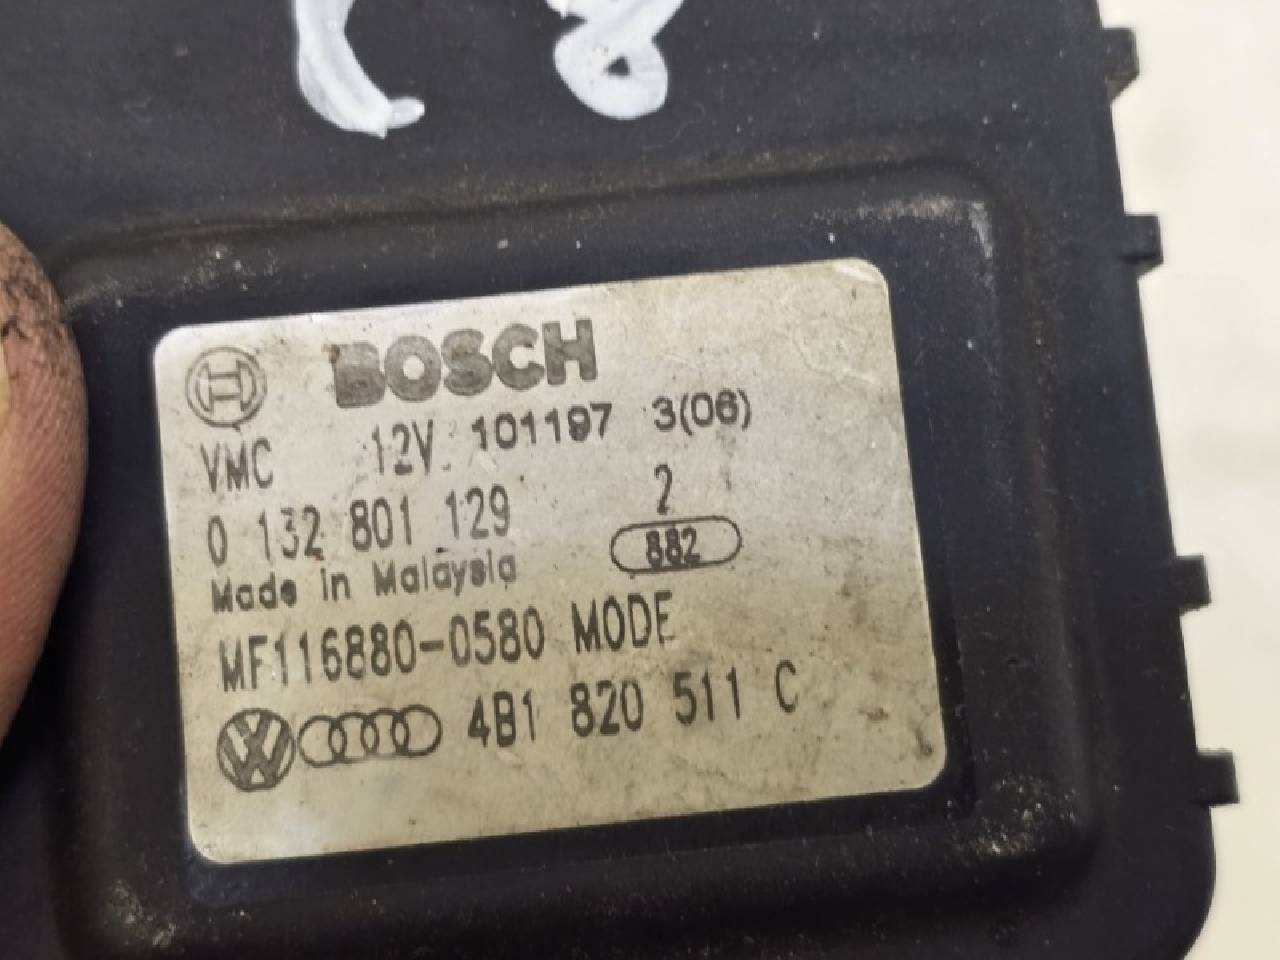 BOSCH
VMC 12V 101197 3(06)
0 132 801 129 2
Made in Malaysia 882
MF116880-0580 MODE
4B1 820 511 C